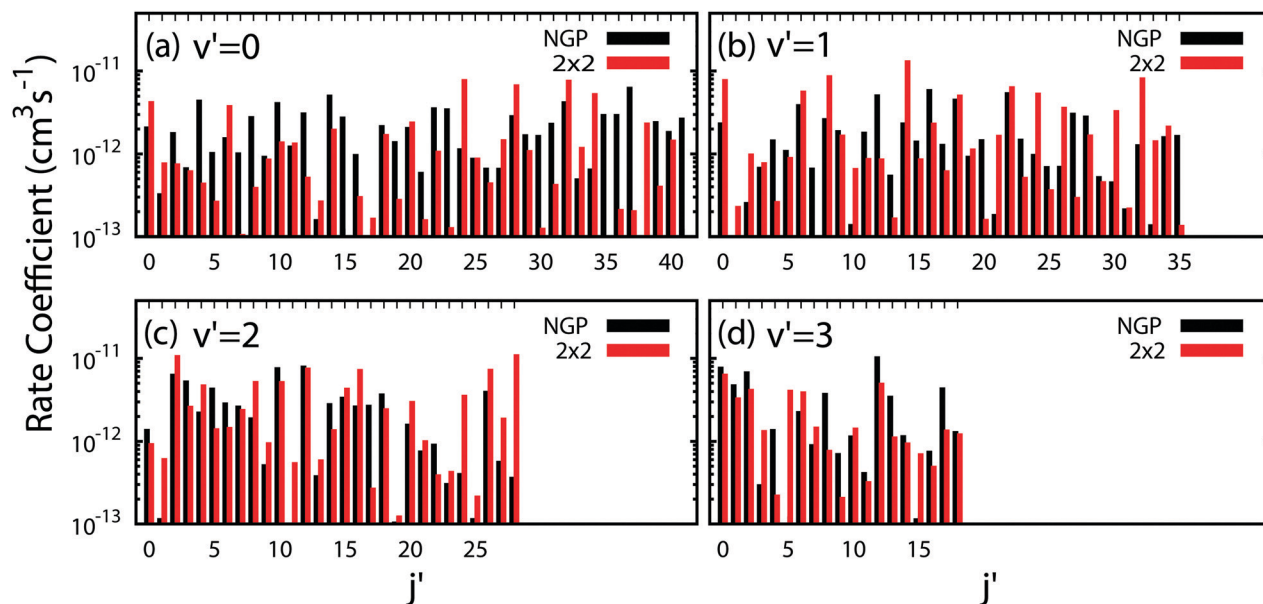 Rate Coefficient (cm³s⁻¹)
(a) v'=0
NGP
2x2
10⁻¹¹
10⁻¹²
10⁻¹³
0 5 10 15 20 25 30 35 40
(b) v'=1
NGP
2x2
0 5 10 15 20 25 30 35
(c) v'=2
NGP
2x2
10⁻¹¹
10⁻¹²
10⁻¹³
0 5 10 15 20 25
j'
(d) v'=3
NGP
2x2
0 5 10 15
j'